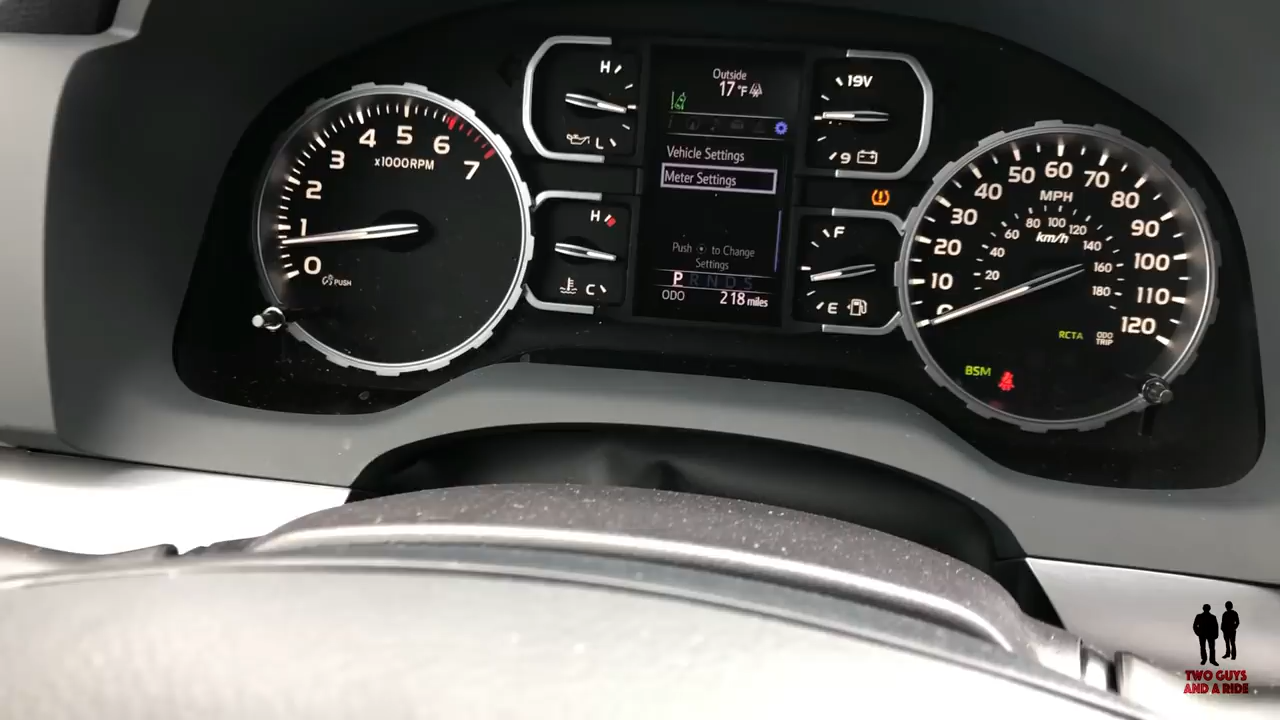 0
1
2
3
4
5
6
7
x1000RPM
PUSH
H
L
H
C
Outside
17 °F
Vehicle Settings
Meter Settings
Push to Change
Settings
P R N D S
ODO 218 miles
19V
9
F
E
0
10
20
30
40
50
60
70
80
90
100
110
120
MPH
20
40
60
80
100
120
140
160
180
km/h
RCTA
ODO
TRIP
BSM
TWO GUYS
AND A RIDE